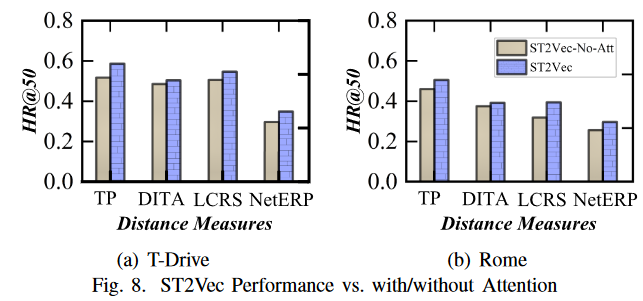 0.8
0.6
0.4
0.2
0.0
HR@50
TP DITA LCRS NetERP
Distance Measures
(a) T-Drive
0.8
0.6
0.4
0.2
0.0
HR@50
ST2Vec-No-Att
ST2Vec
TP DITA LCRS NetERP
Distance Measures
(b) Rome
Fig. 8. ST2Vec Performance vs. with/without Attention